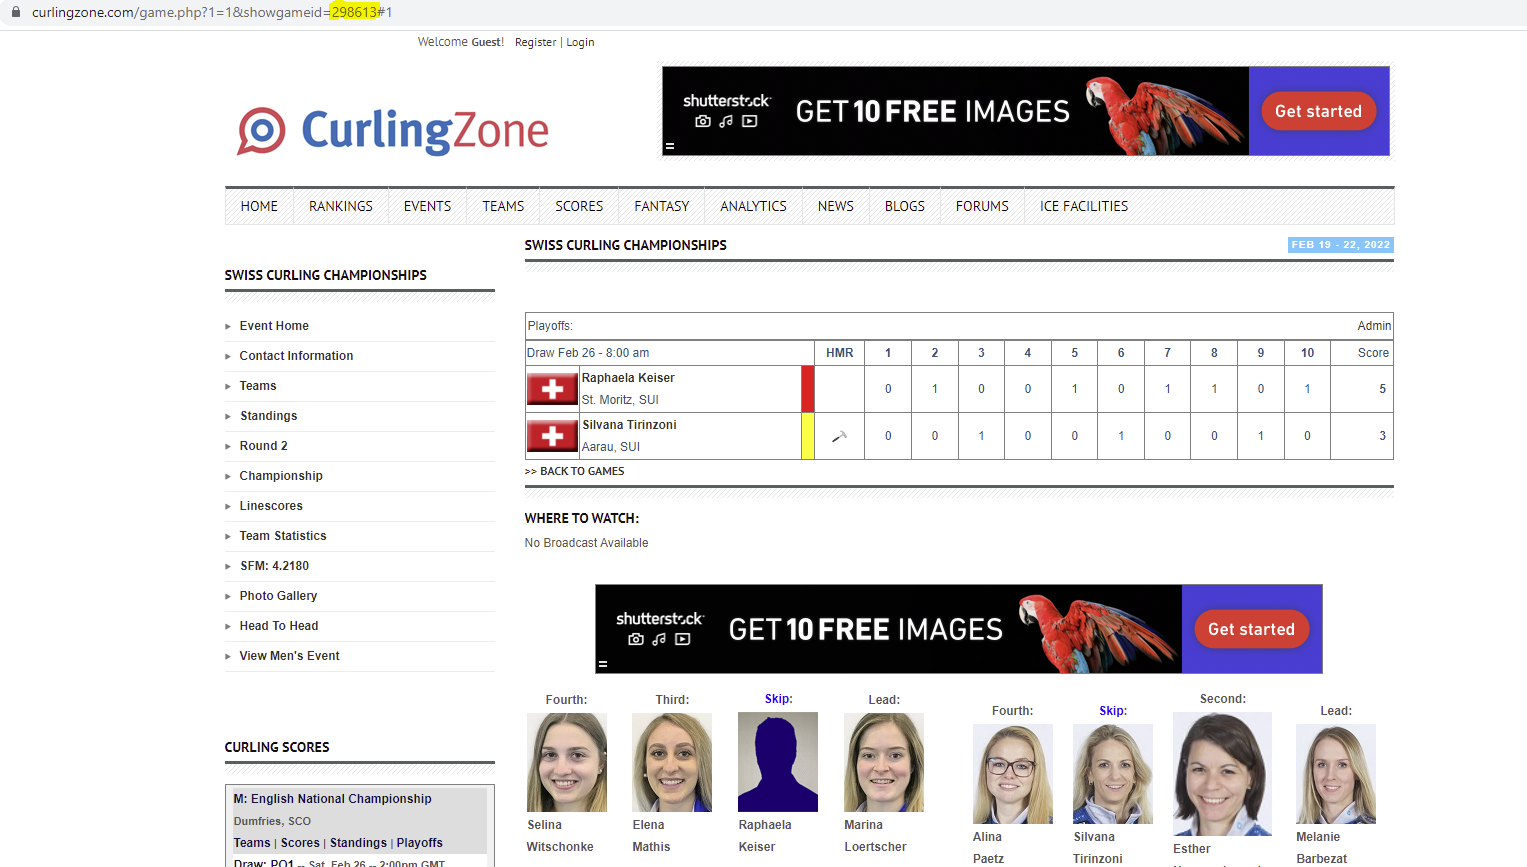 curlingzone.com/game.php?1=1&showgameid=298613#1
Welcome Guest! Register | Login
CurlingZone
shutterstock
GET 10 FREE IMAGES
Get started
HOME RANKINGS EVENTS TEAMS SCORES FANTASY ANALYTICS NEWS BLOGS FORUMS ICE FACILITIES
SWISS CURLING CHAMPIONSHIPS
Event Home
Contact Information
Teams
Standings
Round 2
Championship
Linescores
Team Statistics
SFM: 4.2180
Photo Gallery
Head To Head
View Men's Event
CURLING SCORES
M: English National Championship
Dumfries, SCO
Teams | Scores | Standings | Playoffs
Draw: PO1 -- Sat, Feb 26 -- 2:00pm GMT
SWISS CURLING CHAMPIONSHIPS FEB 19 - 22, 2022
Playoffs: Admin
Draw Feb 26 - 8:00 am HMR 1 2 3 4 5 6 7 8 9 10 Score
Raphaela Keiser
St. Moritz, SUI
0 1 0 0 1 0 1 1 0 1 5
Silvana Tirinzoni
Aarau, SUI
0 0 1 0 0 1 0 0 1 0 3
>> BACK TO GAMES
WHERE TO WATCH:
No Broadcast Available
shutterstock
GET 10 FREE IMAGES
Get started
Fourth:
Selina
Witschonke
Third:
Elena
Mathis
Skip:
Raphaela
Keiser
Lead:
Marina
Loertscher
Fourth:
Alina
Paetz
Skip:
Silvana
Tirinzoni
Second:
Esther
Lead:
Melanie
Barbezat